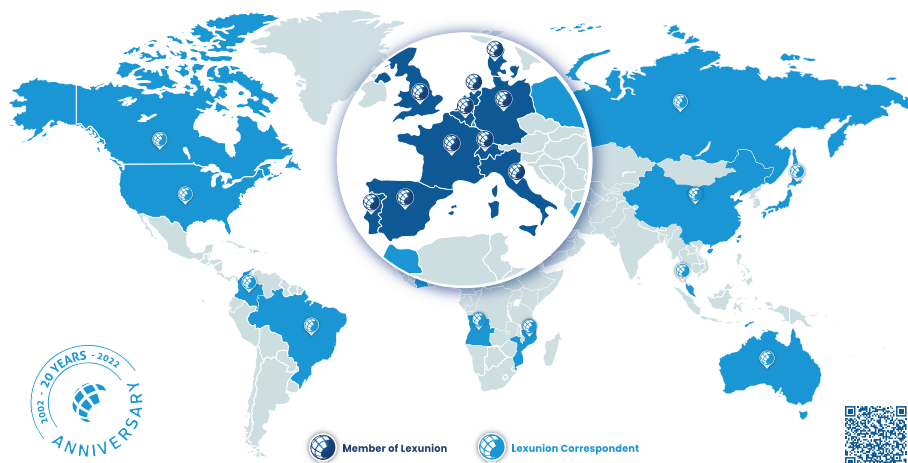 2002 - 20 YEARS - 2022
ANNIVERSARY
Member of Lexunion
Lexunion Correspondent